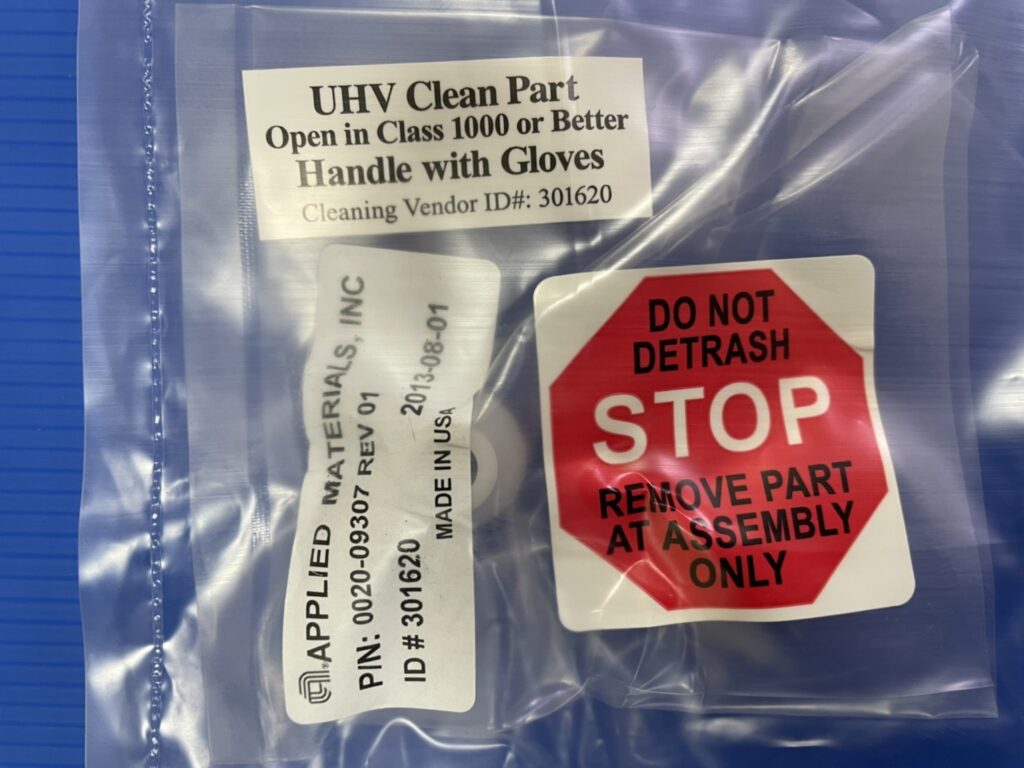 UHV Clean Part
Open in Class 1000 or Better
Handle with Gloves
Cleaning Vendor ID#: 301620
APPLIED MATERIALS, INC
P/N: 0020-09307 REV 01
ID # 301620 2013-08-01
MADE IN USA
DO NOT
DETRASH
STOP
REMOVE PART
AT ASSEMBLY
ONLY